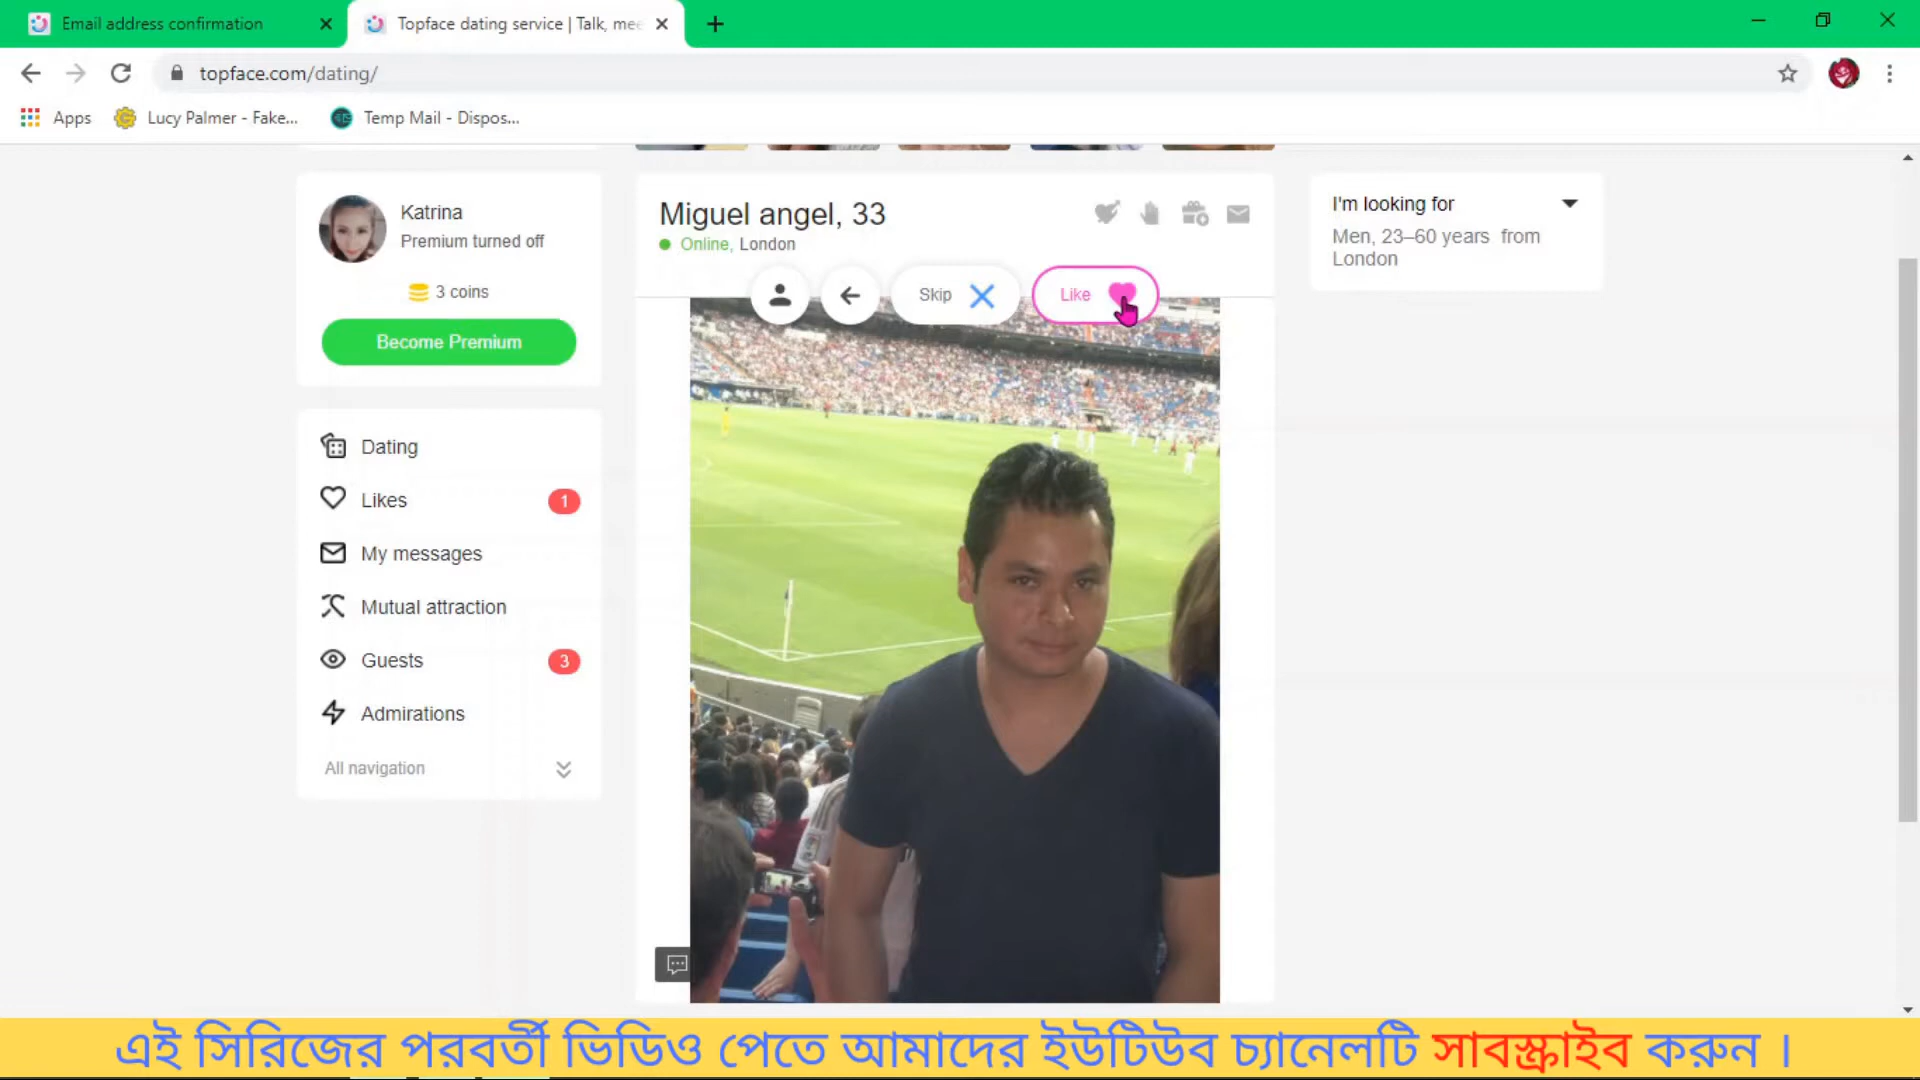 Email address confirmation
Topface dating service | Talk, mee
topface.com/dating/
Apps
Lucy Palmer - Fake...
Temp Mail - Dispos...
Katrina
Premium turned off
3 coins
Become Premium
Dating
Likes
1
My messages
Mutual attraction
Guests
3
Admirations
All navigation
Miguel angel, 33
Online, London
Skip
Like
I'm looking for
Men, 23–60 years from
London
এই সিরিজের পরবর্তী ভিডিও পেতে আমাদের ইউটিউব চ্যানেলটি সাবস্ক্রাইব করুন ।